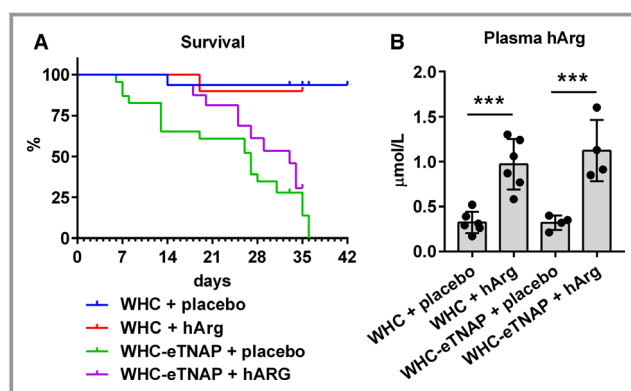 A
Survival
100
75
%
50
25
0
0 7 14 21 28 35 42
days
WHC + placebo
WHC + hArg
WHC-eTNAP + placebo
WHC-eTNAP + hARG
B
Plasma hArg
2.0
*** ***
1.5
μmol/L
1.0
0.5
0.0
WHC + placebo
WHC + hArg
WHC-eTNAP + placebo
WHC-eTNAP + hArg